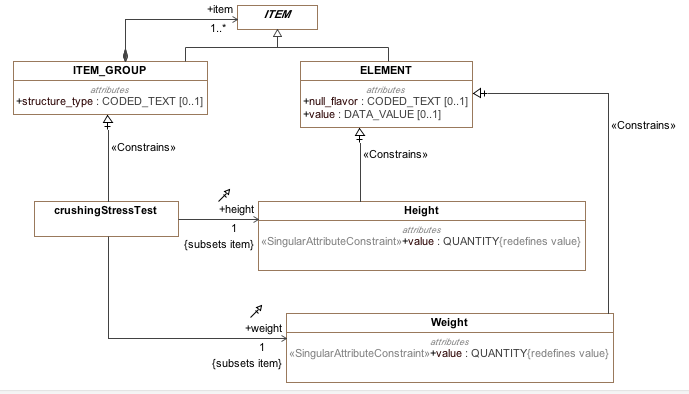 +item
1..*
ITEM
ITEM_GROUP
attributes
+structure_type : CODED_TEXT [0..1]
ELEMENT
attributes
+null_flavor : CODED_TEXT [0..1]
+value : DATA_VALUE [0..1]
«Constrains»
«Constrains»
«Constrains»
crushingStressTest
+height
1
{subsets item}
Height
attributes
«SingularAttributeConstraint»+value : QUANTITY{redefines value}
+weight
1
{subsets item}
Weight
attributes
«SingularAttributeConstraint»+value : QUANTITY{redefines value}